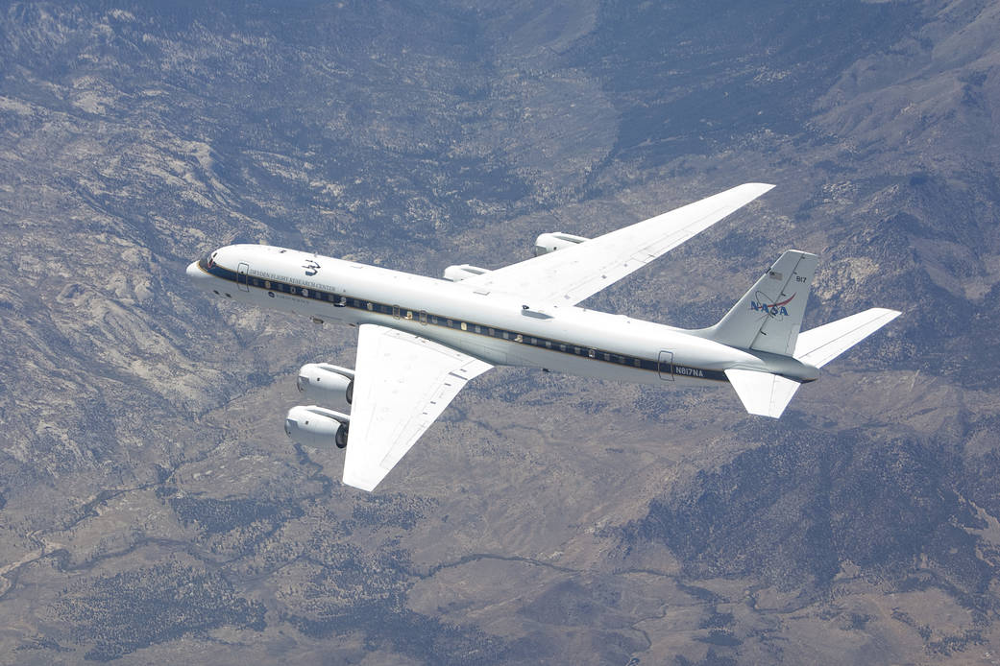 DRYDEN FLIGHT RESEARCH CENTER
817
NASA
N817NA